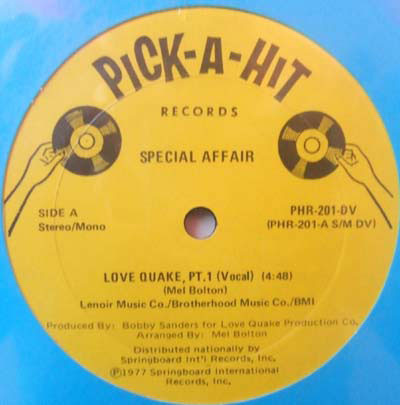 PICK-A-HIT
RECORDS
SPECIAL AFFAIR
SIDE A
Stereo/Mono
PHR-201-DV
(PHR-201-A S/M DV)
LOVE QUAKE, PT.1 (Vocal) (4:48)
(Mel Bolton)
Lenoir Music Co./Brotherhood Music Co./BMI
Produced By: Bobby Sanders for Love Quake Production Co.
Arranged By: Mel Bolton
Distributed nationally by
Springboard Int'l Records, Inc.
Ⓟ1977 Springboard International
Records, Inc.